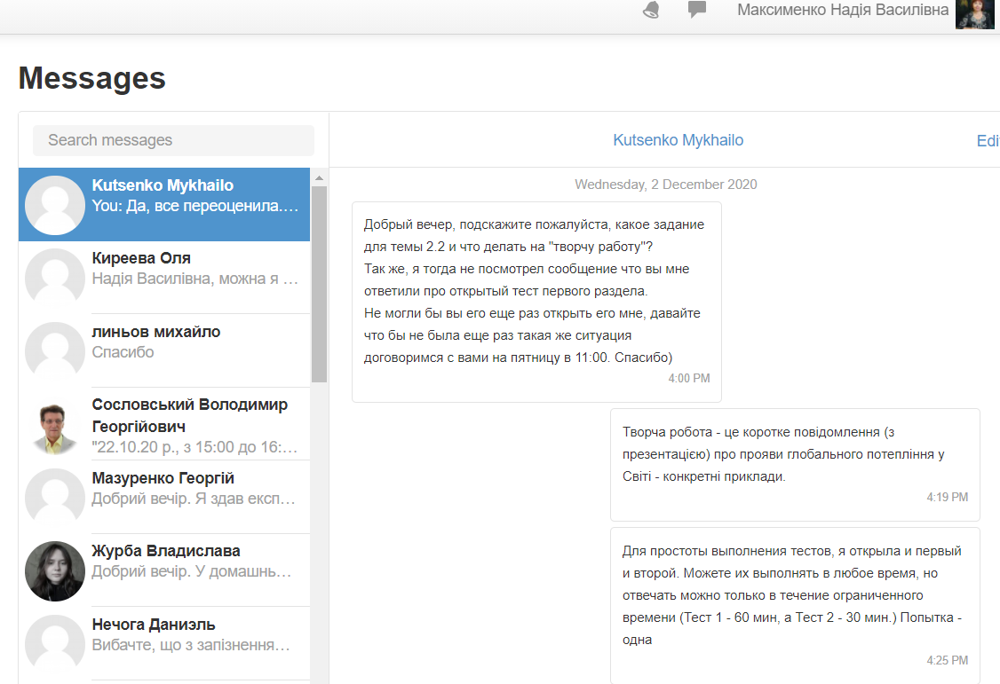 Максименко Надія Василівна
Messages
Search messages
Kutsenko Mykhailo
You: Да, все переоценила....
Киреева Оля
Надія Василівна, можна я ...
линьов михайло
Спасибо
Сословський Володимир
Георгійович
"22.10.20 р., з 15:00 до 16:...
Мазуренко Георгій
Добрий вечір. Я здав експ...
Журба Владислава
Добрий вечір. У домашнь...
Нечога Даниэль
Вибачте, що з запізнення...
Kutsenko Mykhailo
Edi
Wednesday, 2 December 2020
Добрый вечер, подскажите пожалуйста, какое задание
для темы 2.2 и что делать на "творчу работу"?
Так же, я тогда не посмотрел сообщение что вы мне
ответили про открытый тест первого раздела.
Не могли бы вы его еще раз открыть его мне, давайте
что бы не была еще раз такая же ситуация
договоримся с вами на пятницу в 11:00. Спасибо)
4:00 PM
Творча робота - це коротке повідомлення (з
презентацією) про прояви глобального потепління у
Світі - конкретні приклади.
4:19 PM
Для простоты выполнения тестов, я открыла и первый
и второй. Можете их выполнять в любое время, но
отвечать можно только в течение ограниченного
времени (Тест 1 - 60 мин, а Тест 2 - 30 мин.) Попытка -
одна
4:25 PM